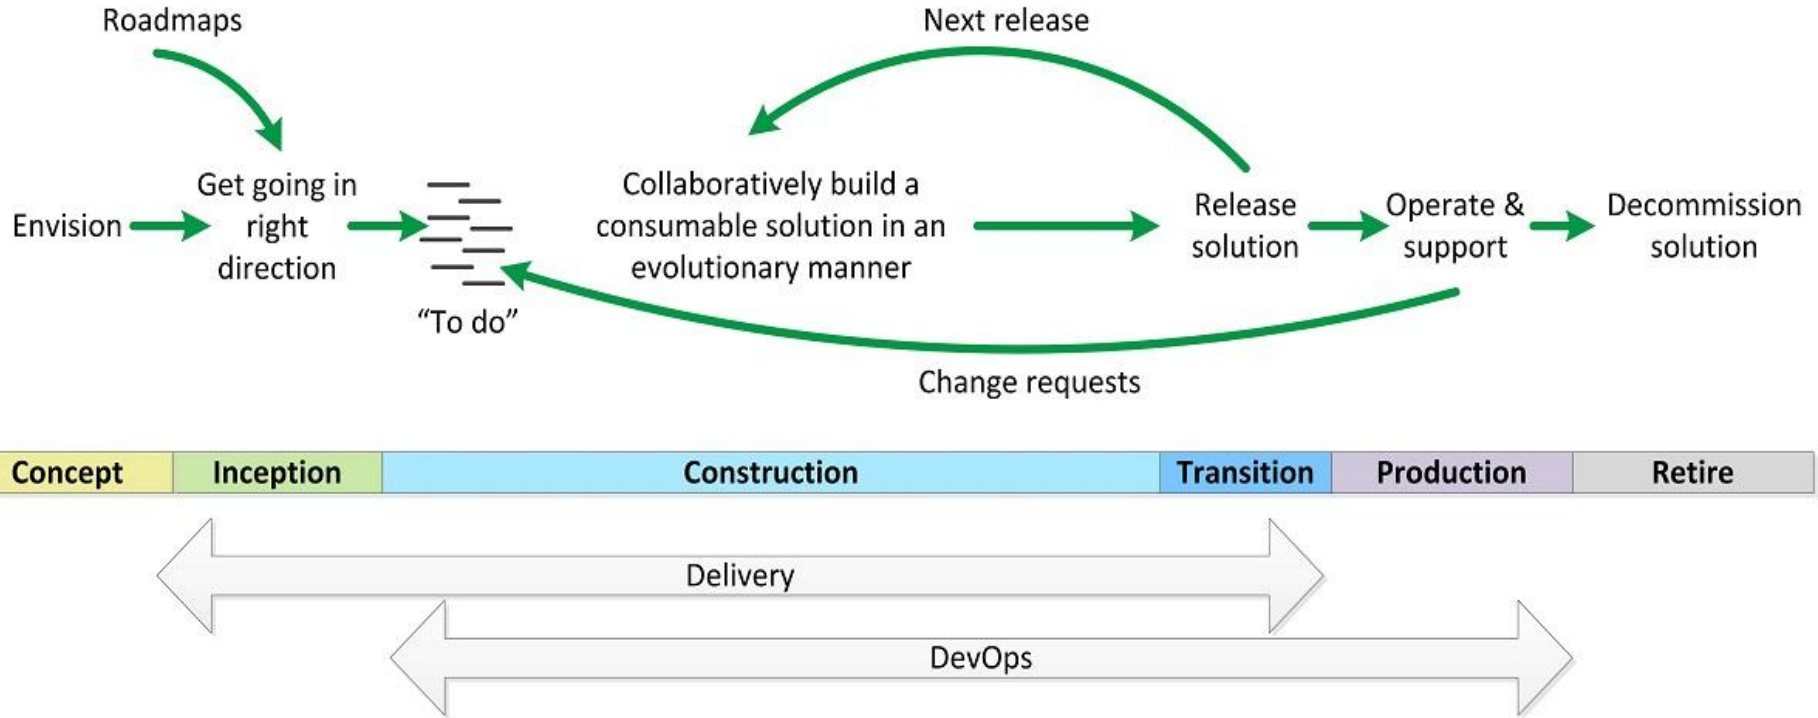 Roadmaps
Next release
Envision
Get going in
right
direction
“To do”
Collaboratively build a
consumable solution in an
evolutionary manner
Release
solution
Operate &
support
Decommission
solution
Change requests
Concept
Inception
Construction
Transition
Production
Retire
Delivery
DevOps